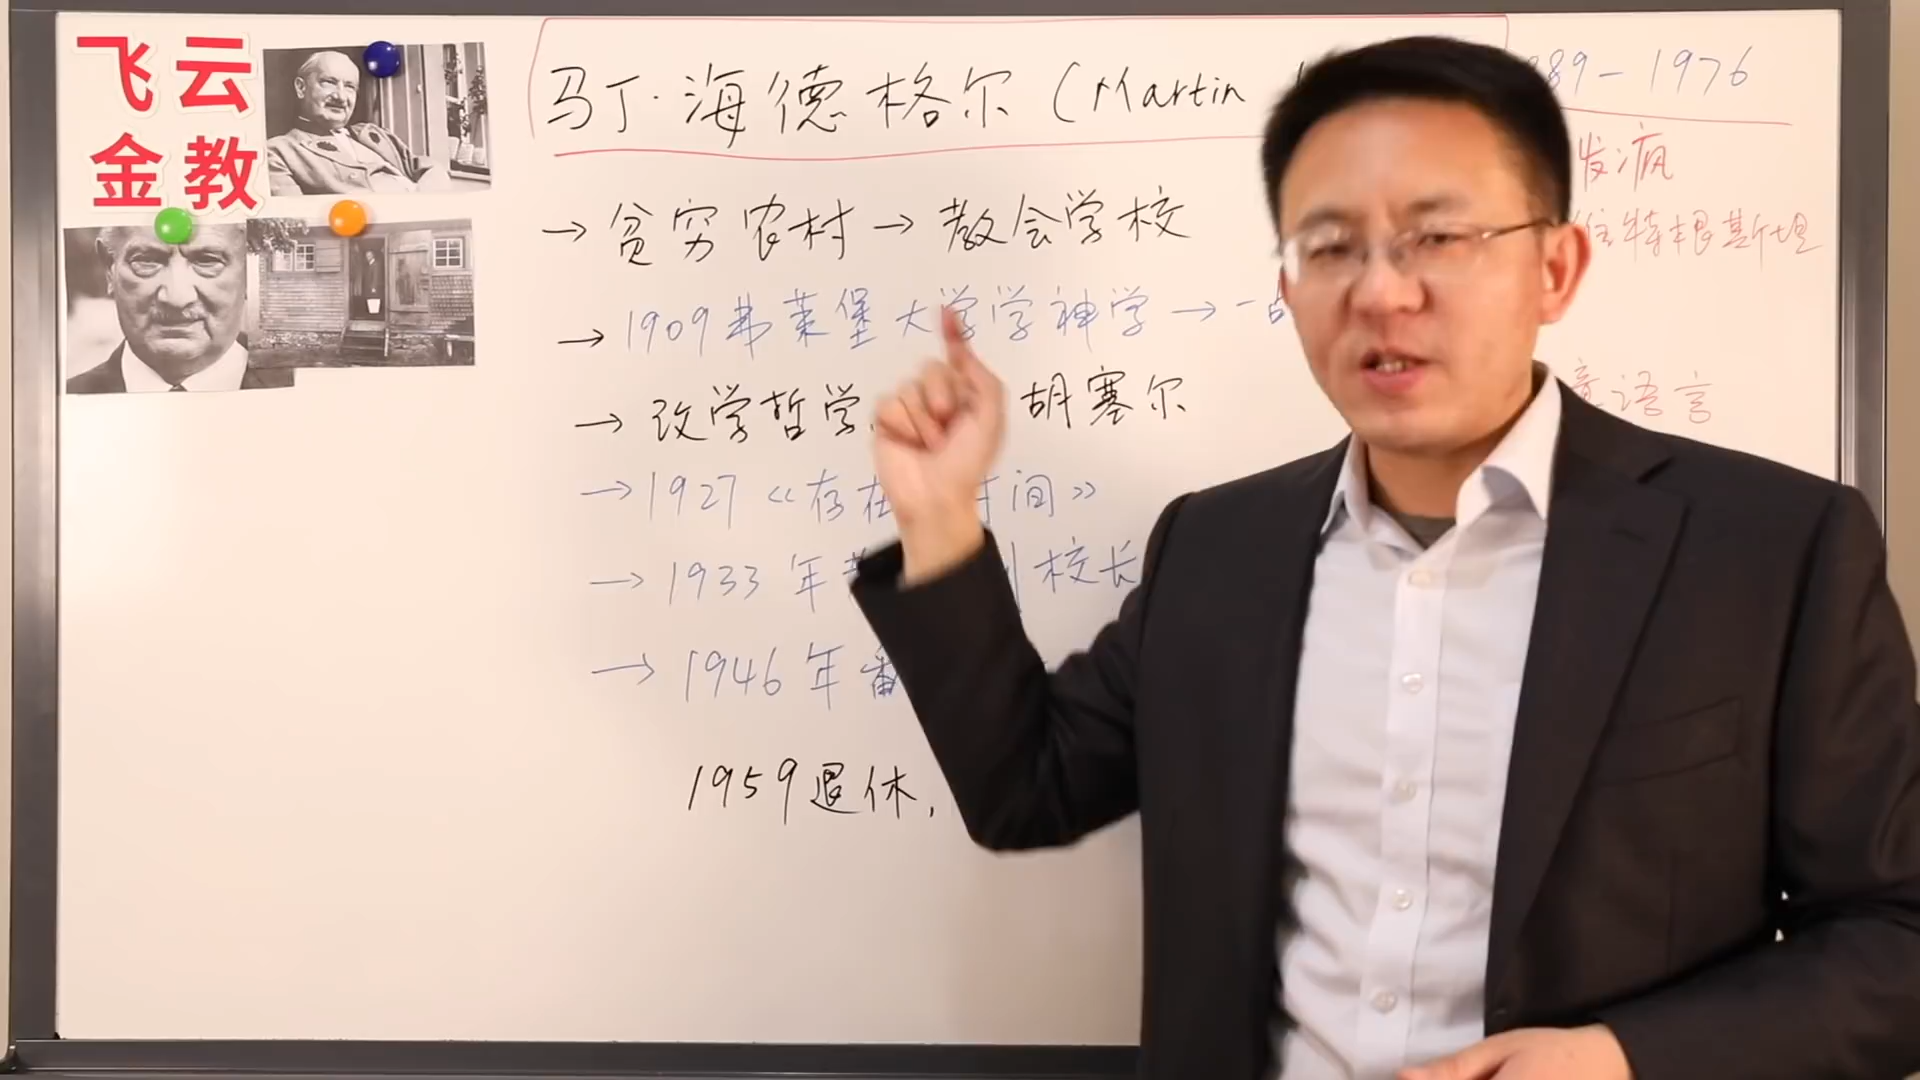 飞云
金教
马丁·海德格尔 (Martin
889-1976
→ 贫穷农村 → 教会学校
→ 1909弗莱堡大学学神学 → 一
→ 改学哲学, 胡塞尔
→ 1927《存在 时间》
→ 1933年 校长
→ 1946年
1959退休,
发疯
维特根斯坦
语言